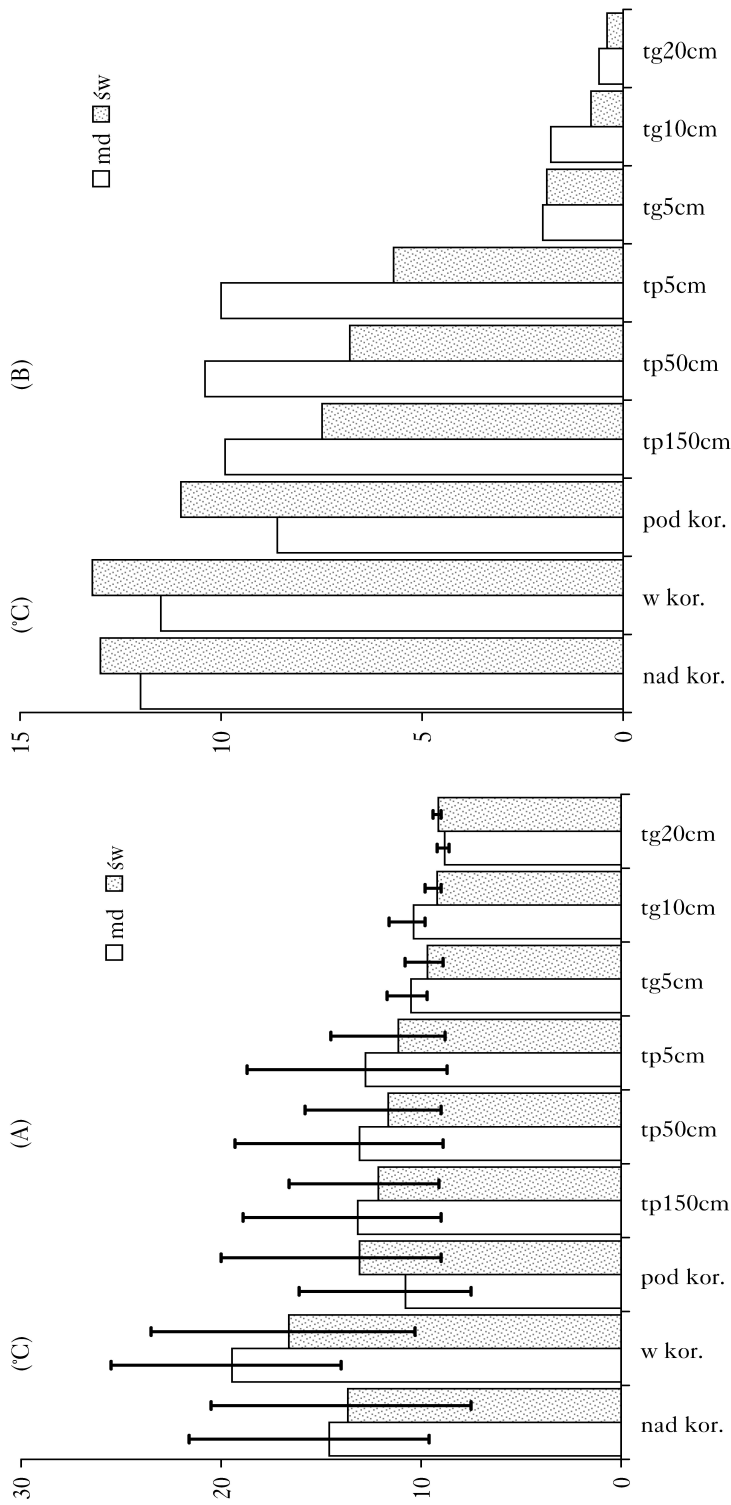 (°C)
(A)
md św
30
20
10
0
nad kor.
w kor.
pod kor.
tp150cm
tp50cm
tp5cm
tg5cm
tg10cm
tg20cm
(°C)
(B)
md św
15
10
5
0
nad kor.
w kor.
pod kor.
tp150cm
tp50cm
tp5cm
tg5cm
tg10cm
tg20cm